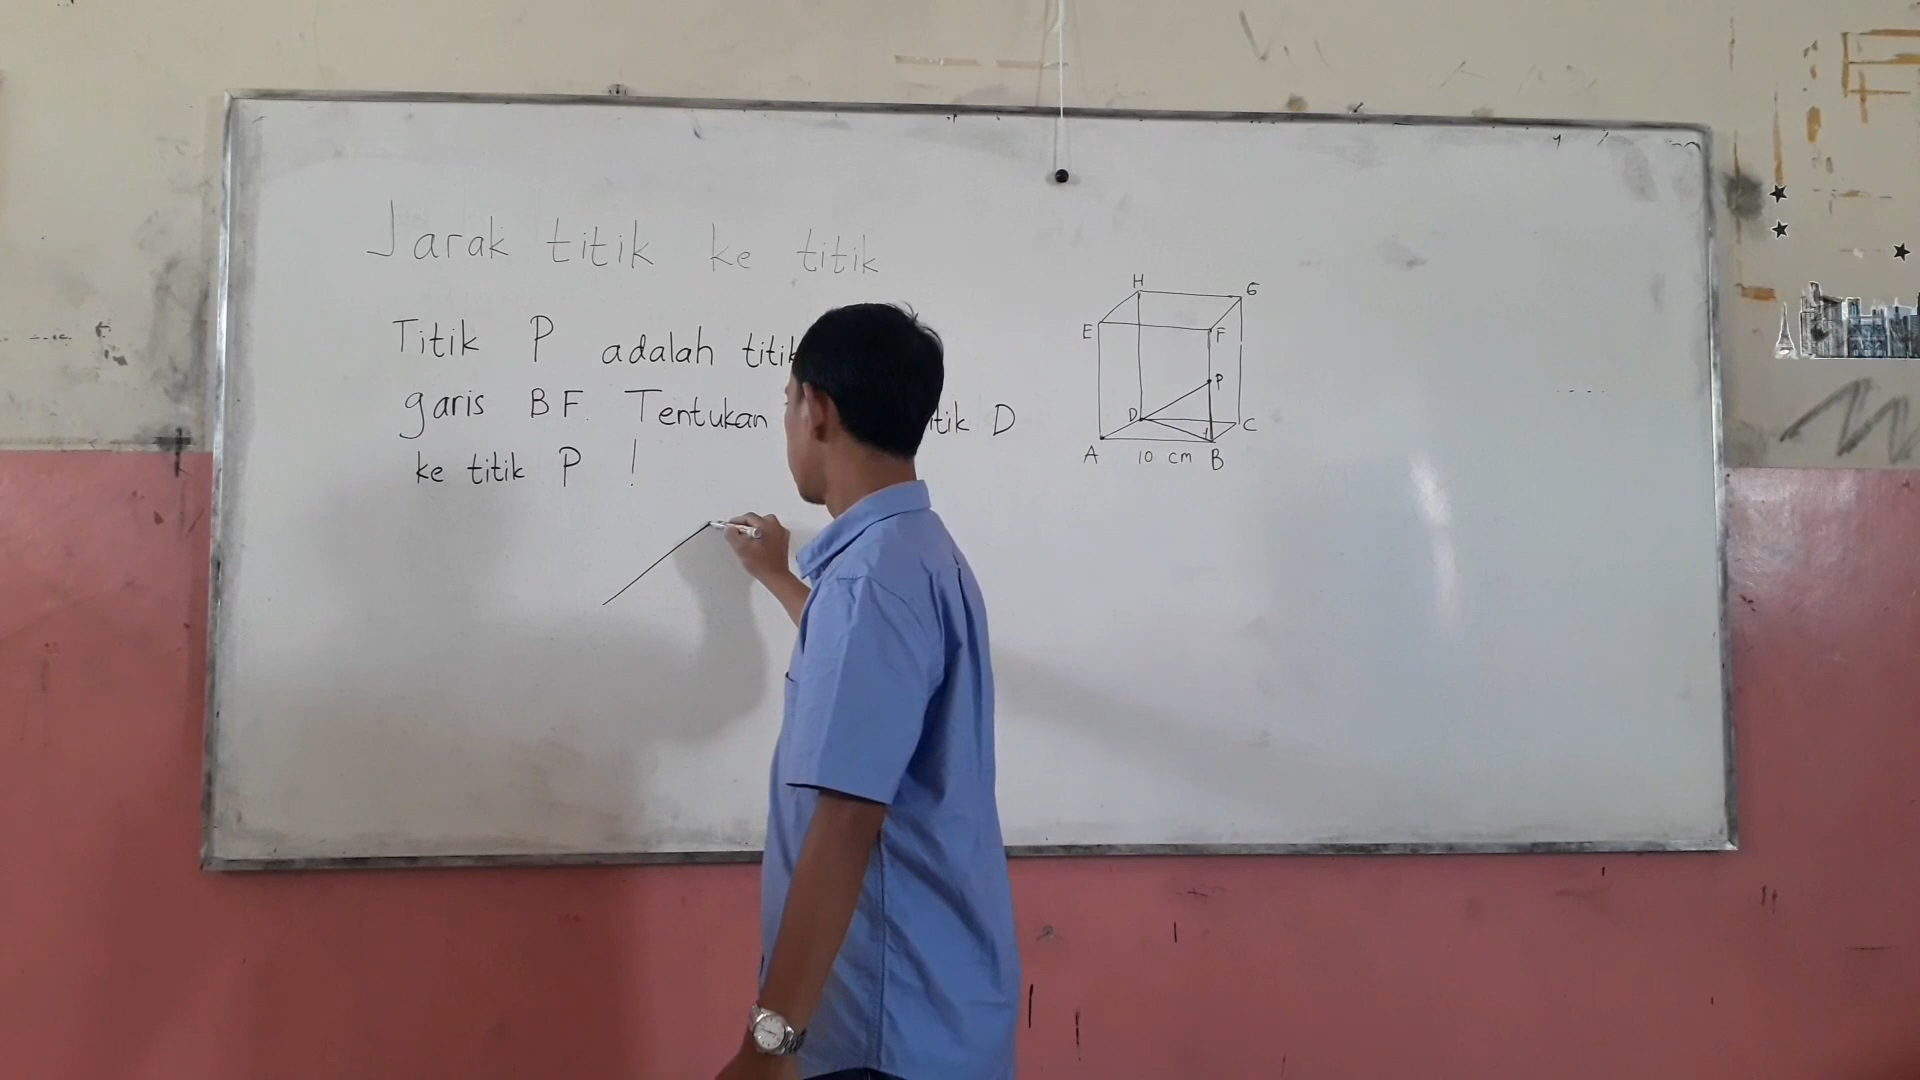 Jarak titik ke titik
Titik P adalah titik
garis BF. Tentukan titik D
ke titik P !
H
G
E
F
P
D
C
A
10 cm
B